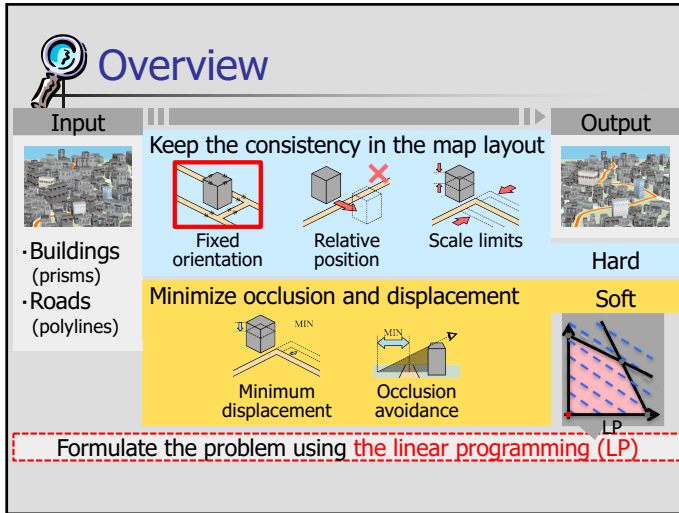 Overview
Input
Output
Keep the consistency in the map layout
Fixed
orientation
Relative
position
Scale limits
·Buildings
(prisms)
·Roads
(polylines)
Hard
Minimize occlusion and displacement
Soft
MIN
MIN
Minimum
displacement
Occlusion
avoidance
LP
Formulate the problem using the linear programming (LP)